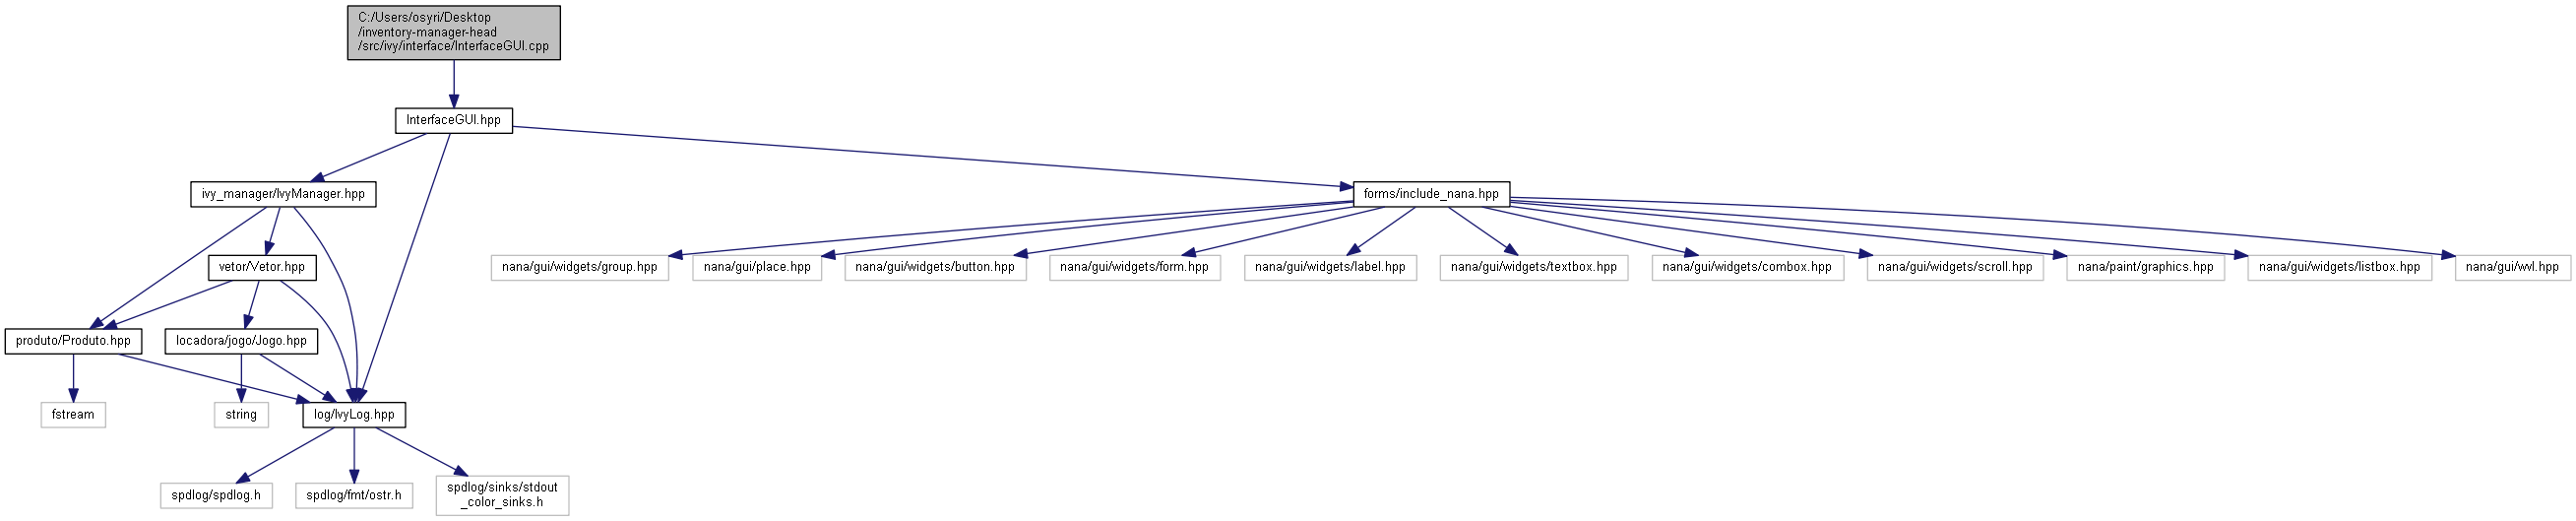 C:/Users/osyri/Desktop
/inventory-manager-head
/src/ivy/interface/InterfaceGUI.cpp
InterfaceGUI.hpp
ivy_manager/IvyManager.hpp
forms/include_nana.hpp
vetor/Vetor.hpp
nana/gui/widgets/group.hpp
nana/gui/place.hpp
nana/gui/widgets/button.hpp
nana/gui/widgets/form.hpp
nana/gui/widgets/label.hpp
nana/gui/widgets/textbox.hpp
nana/gui/widgets/combox.hpp
nana/gui/widgets/scroll.hpp
nana/paint/graphics.hpp
nana/gui/widgets/listbox.hpp
nana/gui/wvl.hpp
produto/Produto.hpp
locadora/jogo/Jogo.hpp
fstream
string
log/IvyLog.hpp
spdlog/spdlog.h
spdlog/fmt/ostr.h
spdlog/sinks/stdout
_color_sinks.h